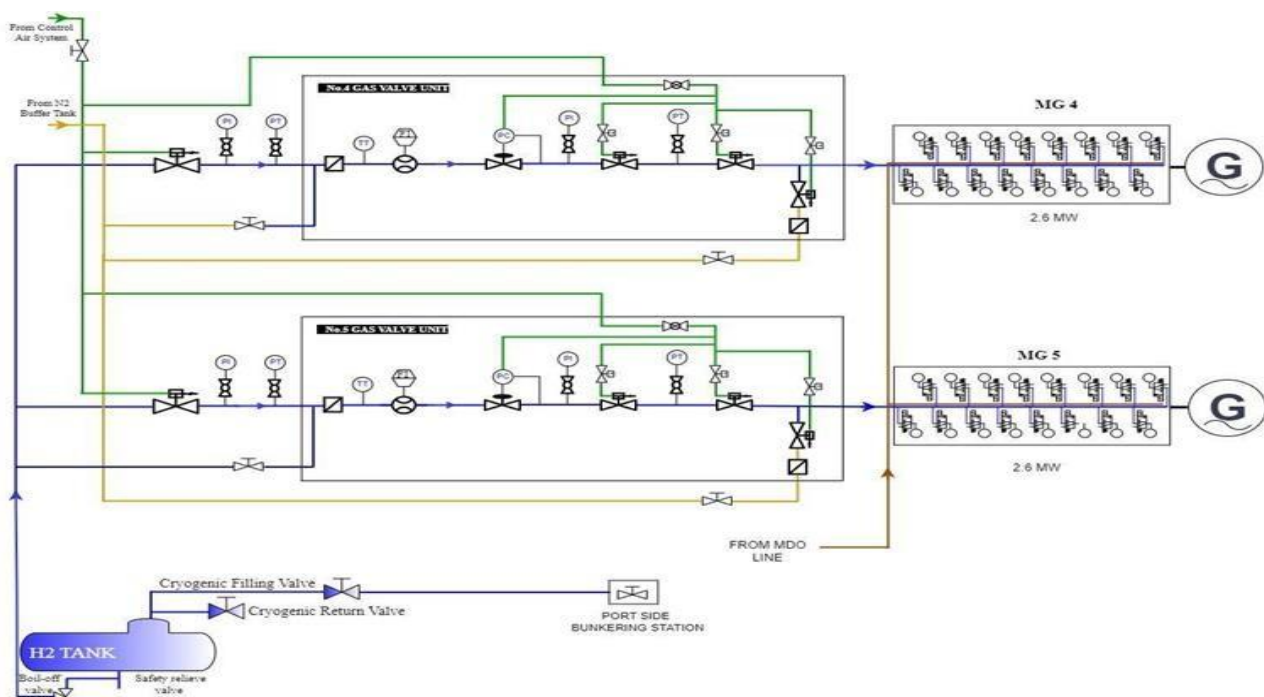 From Control
Air System
From N2
Buffer Tank
PI
PT
No.4 GAS VALVE UNIT
TT
PC
PI
PT
MG 4
G
2.6 MW
PI
PT
No.5 GAS VALVE UNIT
TT
PC
PI
PT
MG 5
G
2.6 MW
FROM MDO
LINE
Cryogenic Filling Valve
Cryogenic Return Valve
PORT SIDE
BUNKERING STATION
H2 TANK
Boil-off
valve
Safety relieve
valve